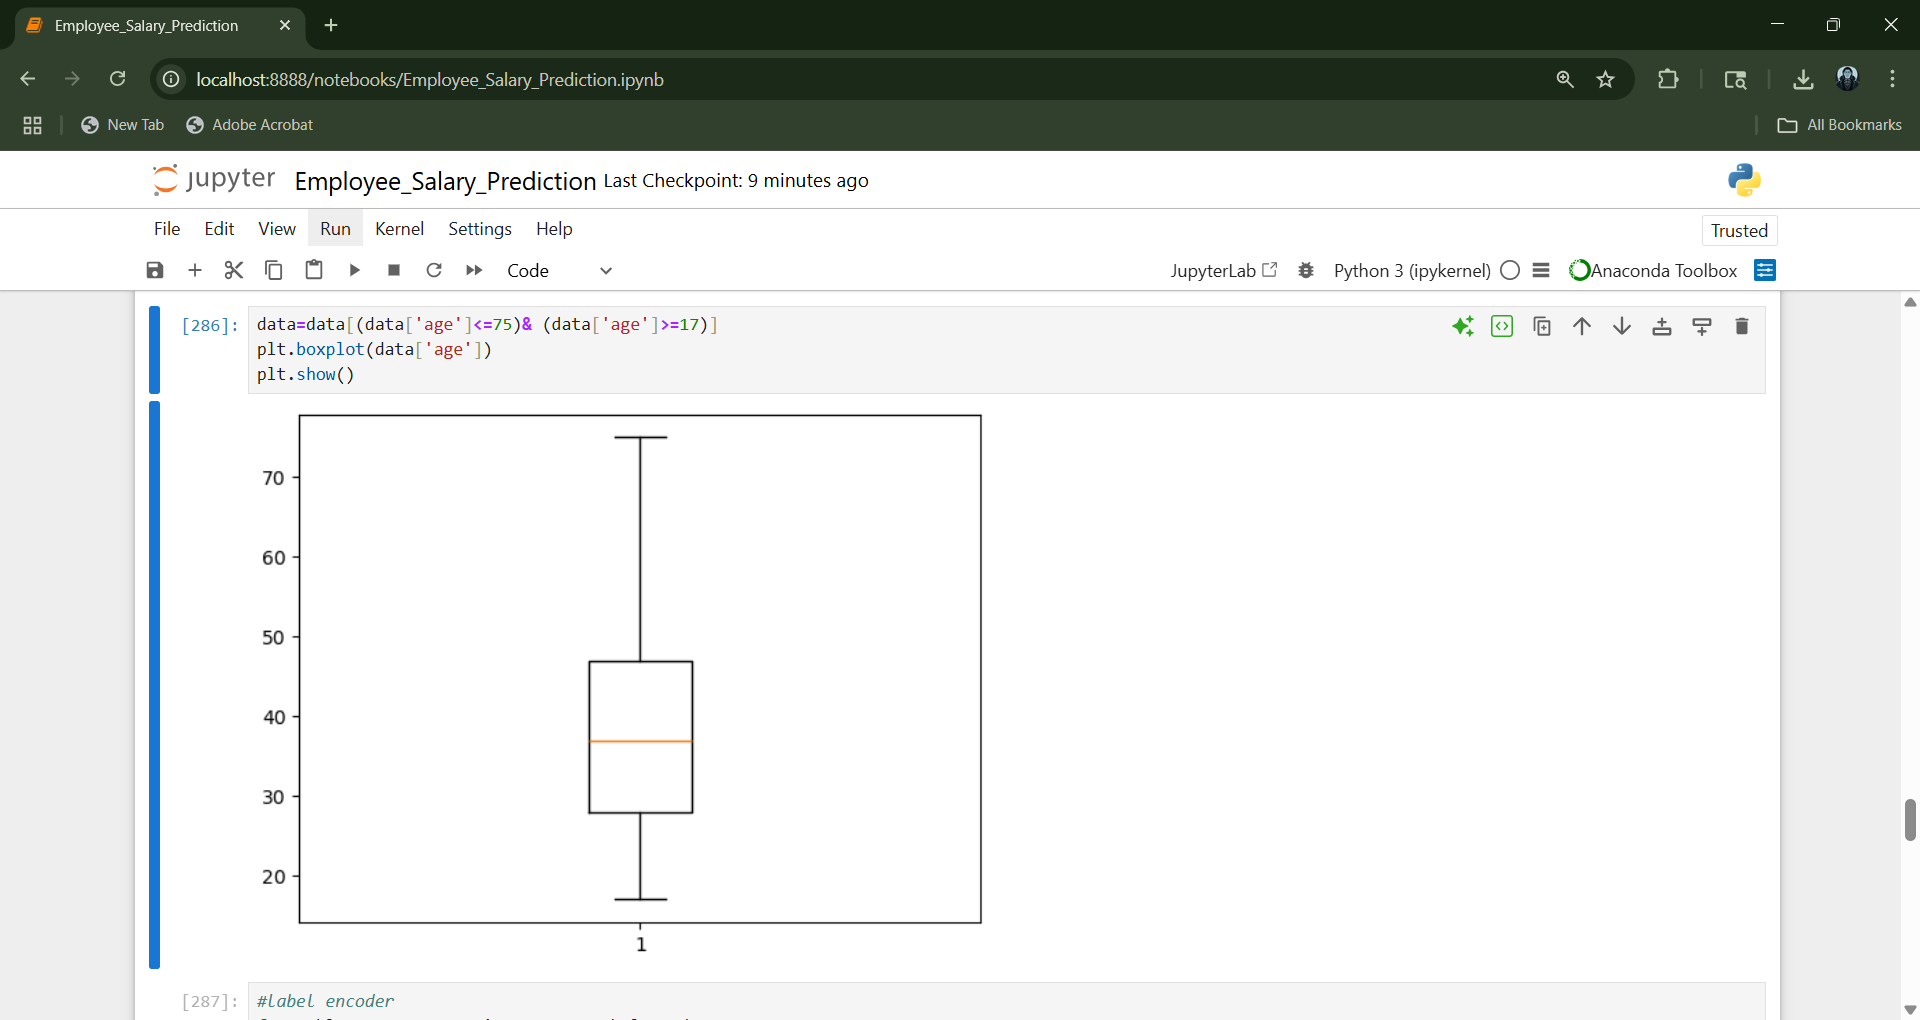 Employee_Salary_Prediction
localhost:8888/notebooks/Employee_Salary_Prediction.ipynb
New Tab
Adobe Acrobat
All Bookmarks
jupyter
Employee_Salary_Prediction Last Checkpoint: 9 minutes ago
File Edit View Run Kernel Settings Help
Trusted
Code
JupyterLab
Python 3 (ipykernel)
Anaconda Toolbox
[286]:
data=data[(data['age']<=75)& (data['age']>=17)]
plt.boxplot(data['age'])
plt.show()
70
60
50
40
30
20
1
[287]:
#label encoder